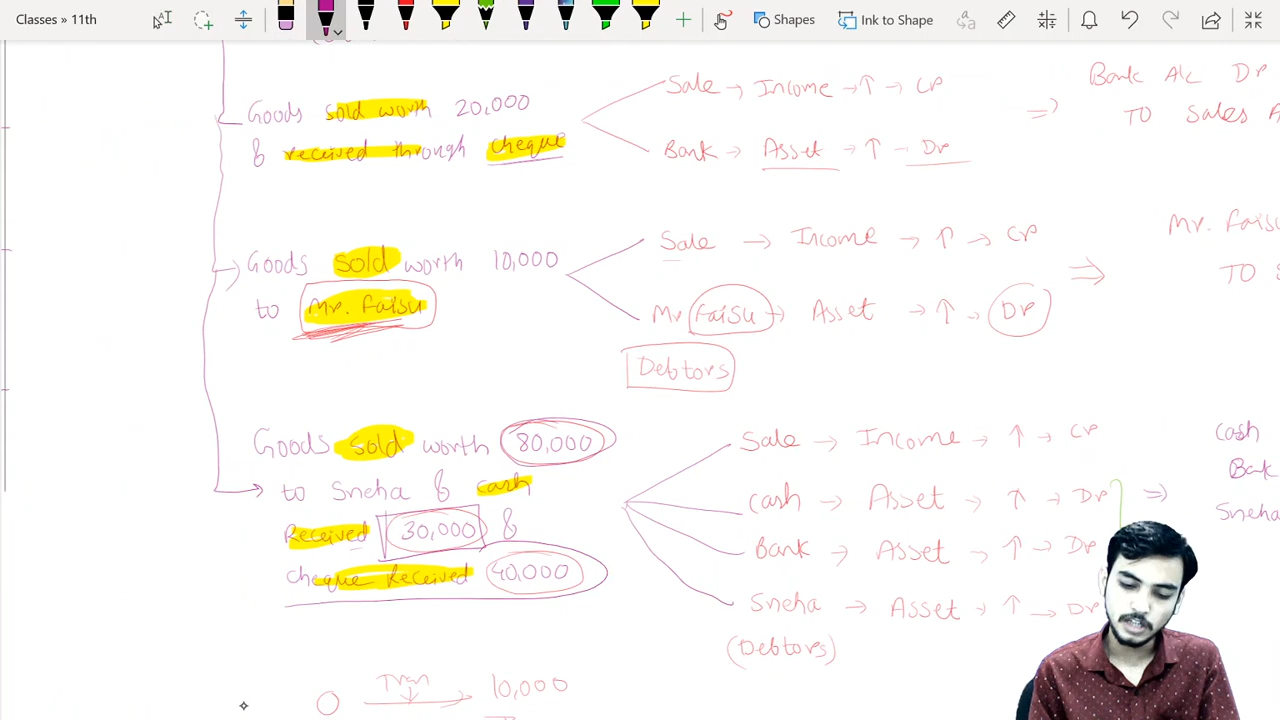 Classes » 11th
Shapes
Ink to Shape
Goods sold worth 20,000
& received through cheque
Sale → Income → ↑ → Cr
Bank → Asset → ↑ → Dr
⇒ Bank A/c Dr
TO Sales A
Goods sold worth 10,000
to Mr. Faisu
Sale → Income → ↑ → Cr
Mr Faisu → Asset → ↑ → Dr
Debtors
⇒ Mr. Faisu
TO S
Goods sold worth 80,000
to Sneha & cash
Received 30,000 &
cheque Received 40,000
Sale → Income → ↑ → Cr
cash → Asset → ↑ → Dr
Bank → Asset → ↑ → Dr
Sneha → Asset → ↑ → Dr
(Debtors)
⇒ cash
Bank
Sneha
Tran
10,000